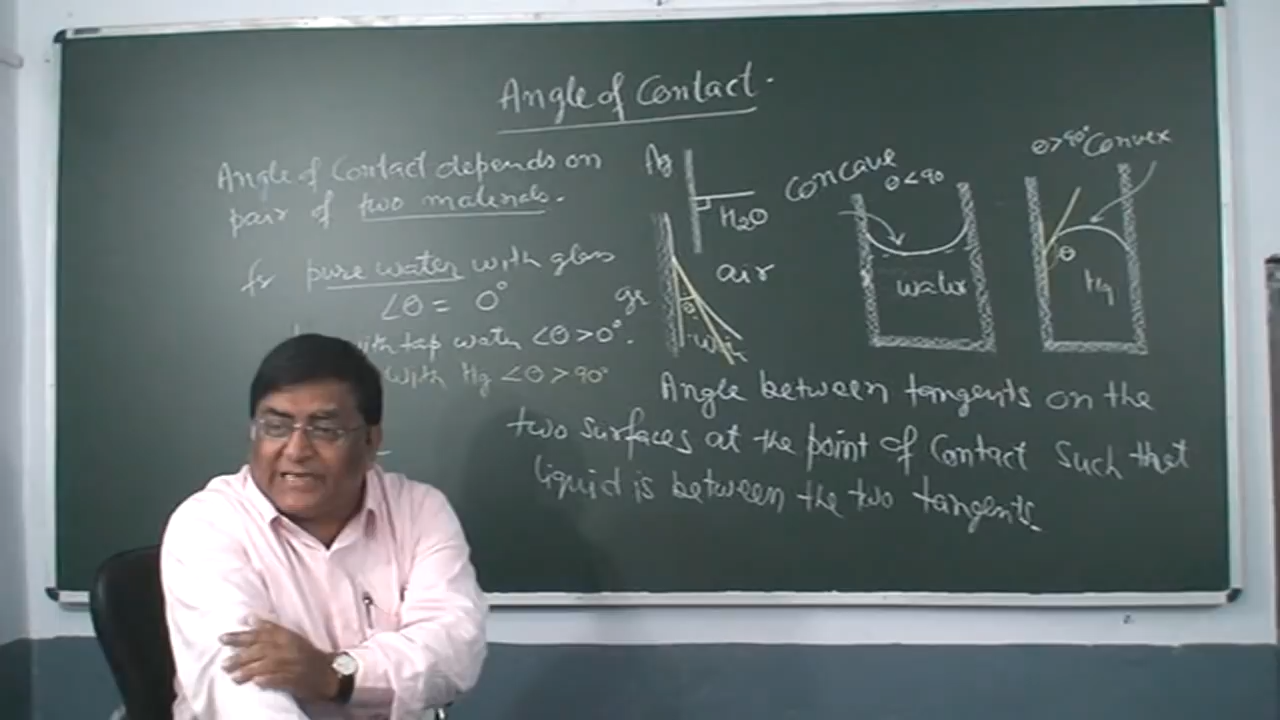 Angle of Contact.
Angle of Contact depends on
pair of two materials.
fr pure water with glass
∠θ = 0°
with tap water ∠θ > 0°.
with Hg ∠θ > 90°
Ag
H₂O
air
θ
Concave
θ < 90
water
θ > 90° Convex
θ
Hg
Angle between tangents on the
two surfaces at the point of Contact Such that
liquid is between the two tangents.